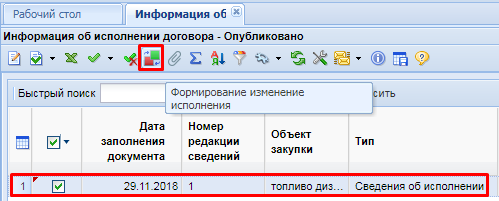 Рабочий стол Информация об
Информация об исполнении договора - Опубликовано
Формирование изменение
исполнения
Быстрый поиск
Дата заполнения документа
Номер редакции сведений
Объект закупки
Тип
1 29.11.2018 1 топливо диз... Сведения об исполнении